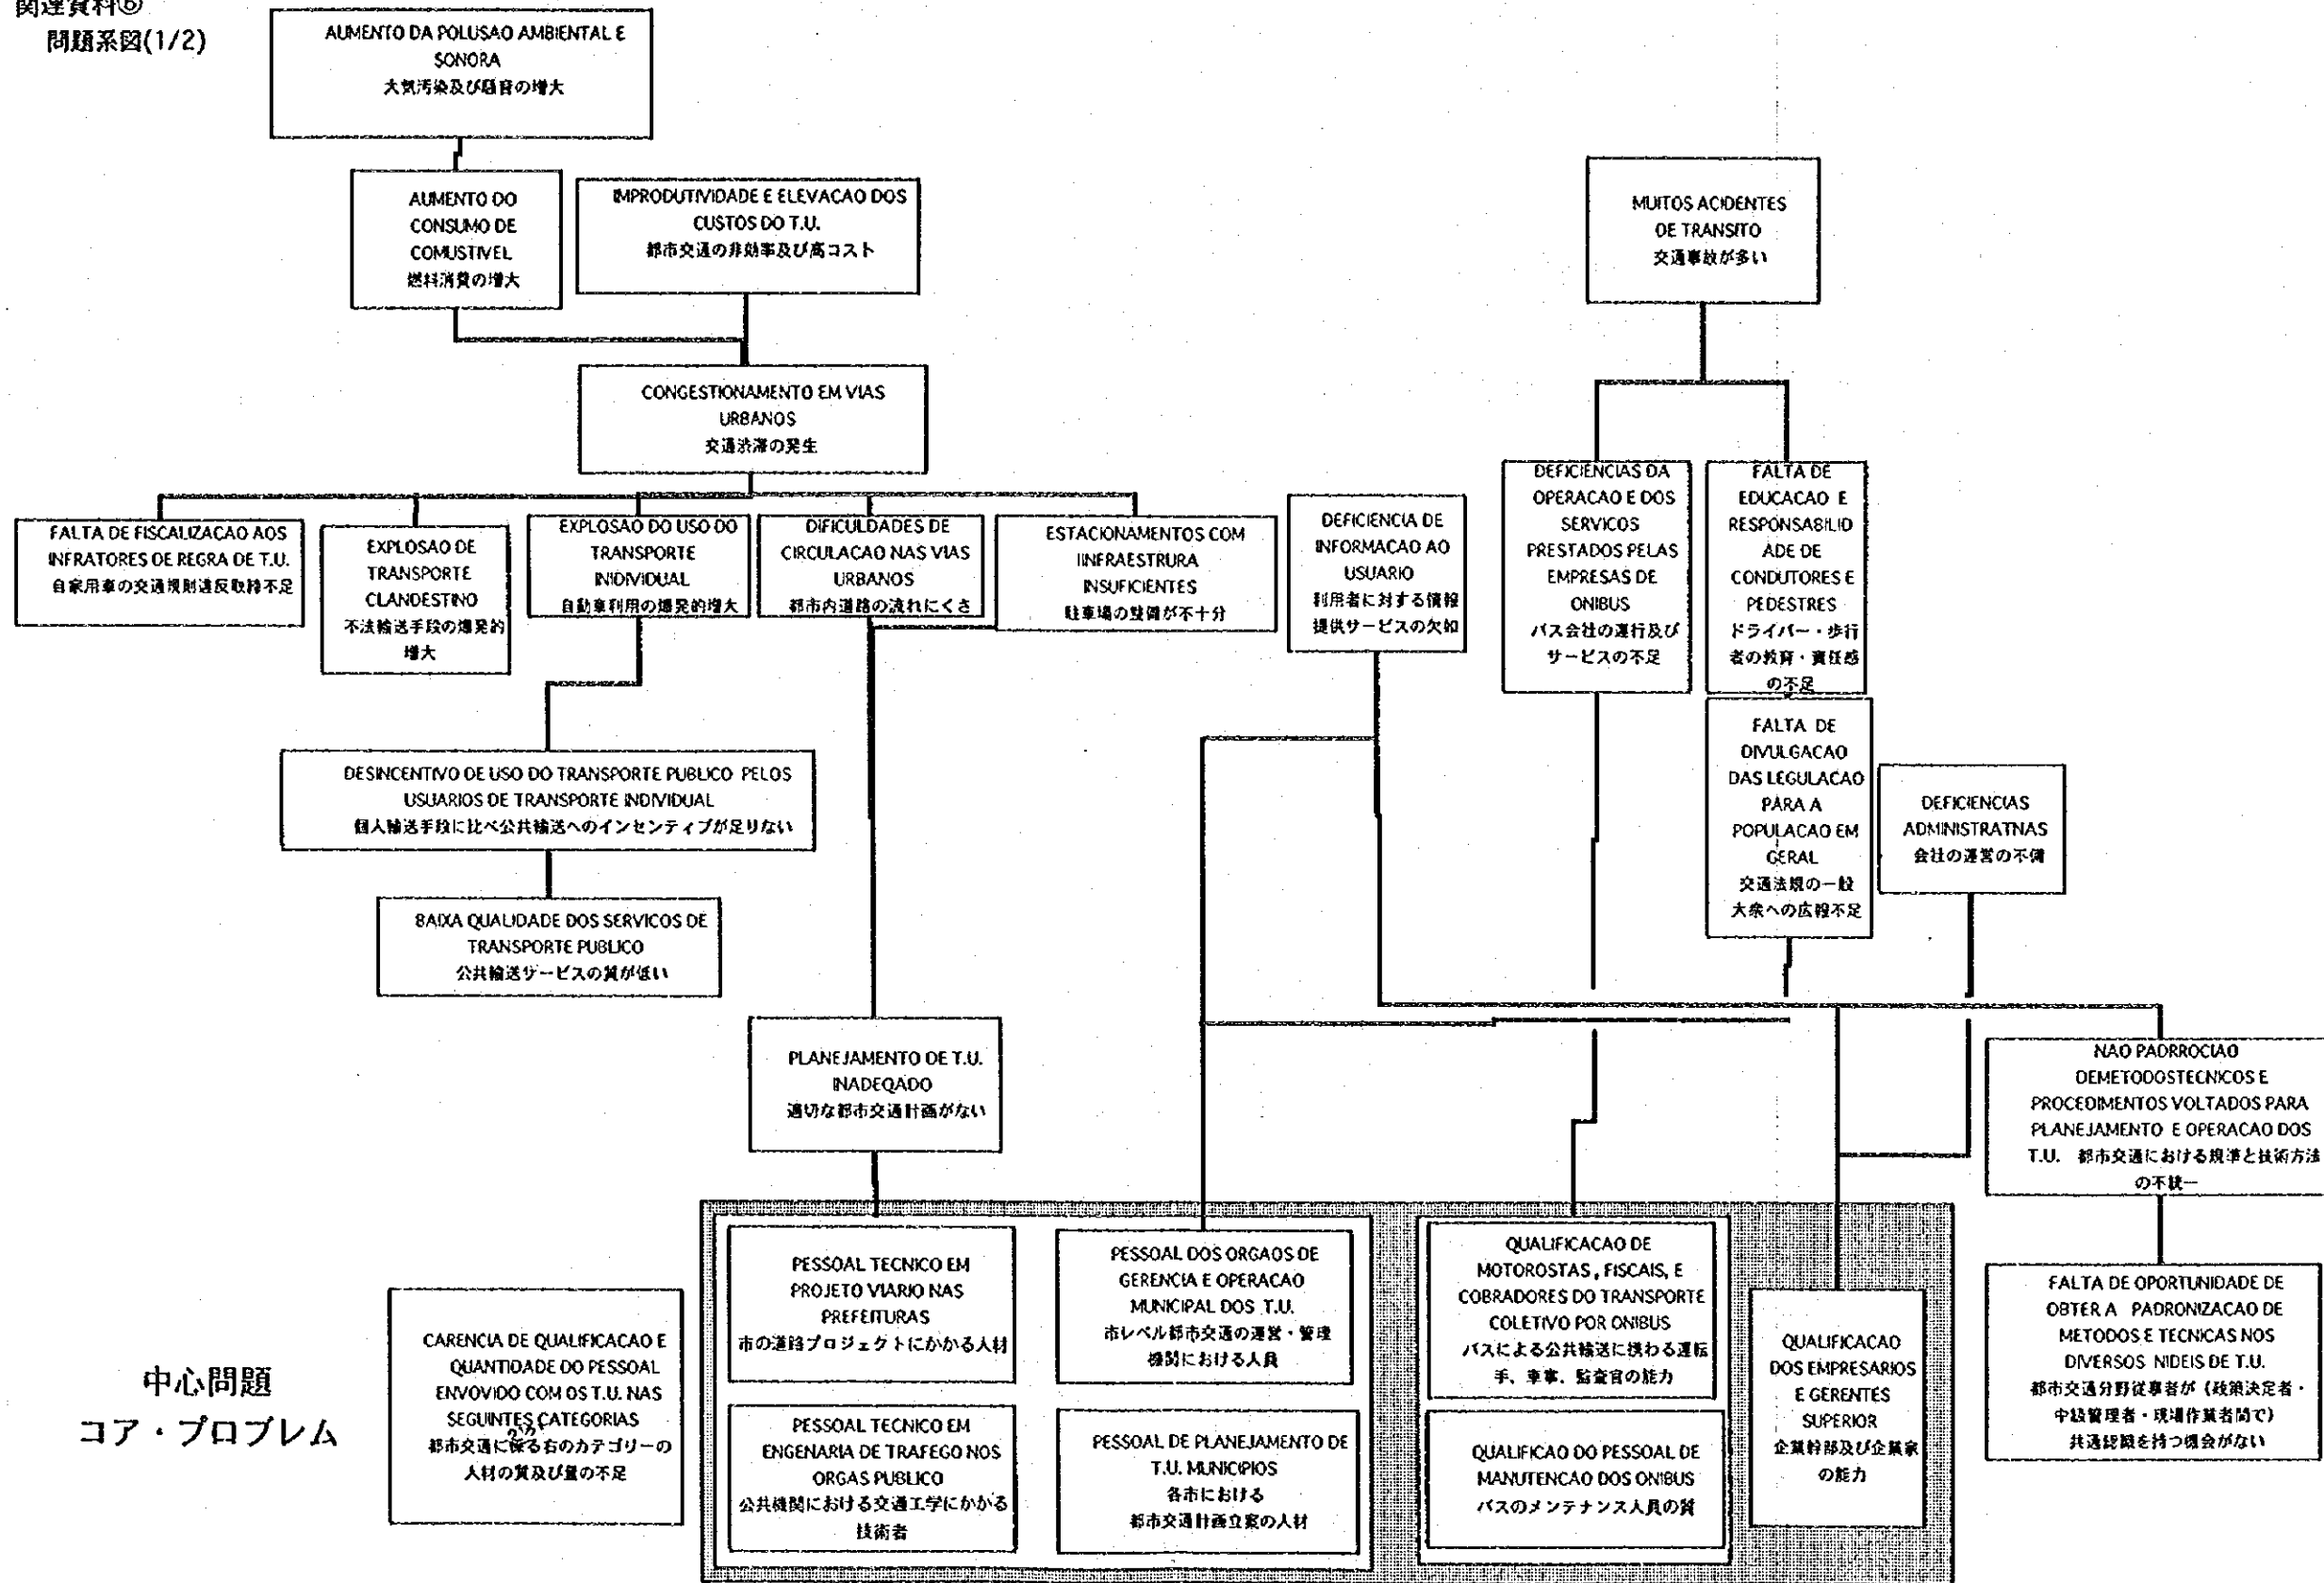 関連資料⑥
問題系図(1/2)
AUMENTO DA POLUSAO AMBIENTAL E
SONORA
大気汚染及び騒音の増大
AUMENTO DO
CONSUMO DE
COMUSTIVEL
燃料消費の増大
IMPRODUTIVIDADE E ELEVACAO DOS
CUSTOS DO T.U.
都市交通の非効率及び高コスト
MUITOS ACIDENTES
DE TRANSITO
交通事故が多い
CONGESTIONAMENTO EM VIAS
URBANOS
交通渋滞の発生
FALTA DE FISCALIZACAO AOS
INFRATORES DE REGRA DE T.U.
自家用車の交通規則違反取締不足
EXPLOSAO DE
TRANSPORTE
CLANDESTINO
不法輸送手段の爆発的
増大
EXPLOSAO DO USO DO
TRANSPORTE
INIDIVIDUAL
自動車利用の爆発的増大
DIFICULDADES DE
CIRCULACAO NAS VIAS
URBANOS
都市内道路の流れにくさ
ESTACIONAMENTOS COM
IINFRAESTRURA
INSUFICIENTES
駐車場の整備が不十分
DEFICIENCIA DE
INFORMACAO AO
USUARIO
利用者に対する情報
提供サービスの欠如
DEFICIENCIAS DA
OPERACAO E DOS
SERVICOS
PRESTADOS PELAS
EMPRESAS DE
ONIBUS
バス会社の運行及び
サービスの不足
FALTA DE
EDUCACAO E
RESPONSABILID
ADE DE
CONDUTORES E
PEDESTRES
ドライバー・歩行
者の教育・責任感
の不足
FALTA DE
DIVULGACAO
DAS LEGULACAO
PARA A
POPULACAO EM
GERAL
交通法規の一般
大衆への広報不足
DEFICIENCIAS
ADMINISTRATNAS
会社の運営の不備
DESINCENTIVO DE USO DO TRANSPORTE PUBLICO PELOS
USUARIOS DE TRANSPORTE INDIVIDUAL
個人輸送手段に比べ公共輸送へのインセンティブが足りない
BAIXA QUALIDADE DOS SERVICOS DE
TRANSPORTE PUBLICO
公共輸送サービスの質が低い
PLANEJAMENTO DE T.U.
INADEQADO
適切な都市交通計画がない
NAO PADRROCIAO
DEMETODOSTECNICOS E
PROCEDIMENTOS VOLTADOS PARA
PLANEJAMENTO E OPERACAO DOS
T.U. 都市交通における規準と技術方法
の不統一
中心問題
コア・プロブレム
CARENCIA DE QUALIFICACAO E
QUANTIDADE DO PESSOAL
ENVOVIDO COM OS T.U. NAS
SEGUINTES CATEGORIAS
都市交通に係る右のカテゴリーの
人材の質及び量の不足
PESSOAL TECNICO EM
PROJETO VIARIO NAS
PREFEITURAS
市の道路プロジェクトにかかる人材
PESSOAL DOS ORGAOS DE
GERENCIA E OPERACAO
MUNICIPAL DOS T.U.
市レベル都市交通の運営・管理
機関における人員
QUALIFICACAO DE
MOTOROSTAS, FISCAIS, E
COBRADORES DO TRANSPORTE
COLETIVO POR ONIBUS
バスによる公共輸送に携わる運転
手、車掌、監査官の能力
QUALIFICACAO
DOS EMPRESARIOS
E GERENTES
SUPERIOR
企業幹部及び企業家
の能力
FALTA DE OPORTUNIDADE DE
OBTER A PADRONIZACAO DE
METODOS E TECNICAS NOS
DIVERSOS NIDEIS DE T.U.
都市交通分野従事者が（政策決定者・
中級管理者・現場作業者間で）
共通認識を持つ機会がない
PESSOAL TECNICO EM
ENGENARIA DE TRAFEGO NOS
ORGAS PUBLICO
公共機関における交通工学にかかる
技術者
PESSOAL DE PLANEJAMENTO DE
T.U. MUNICIPIOS
各市における
都市交通計画立案の人材
QUALIFICAO DO PESSOAL DE
MANUTENCAO DOS ONIBUS
バスのメンテナンス人員の質